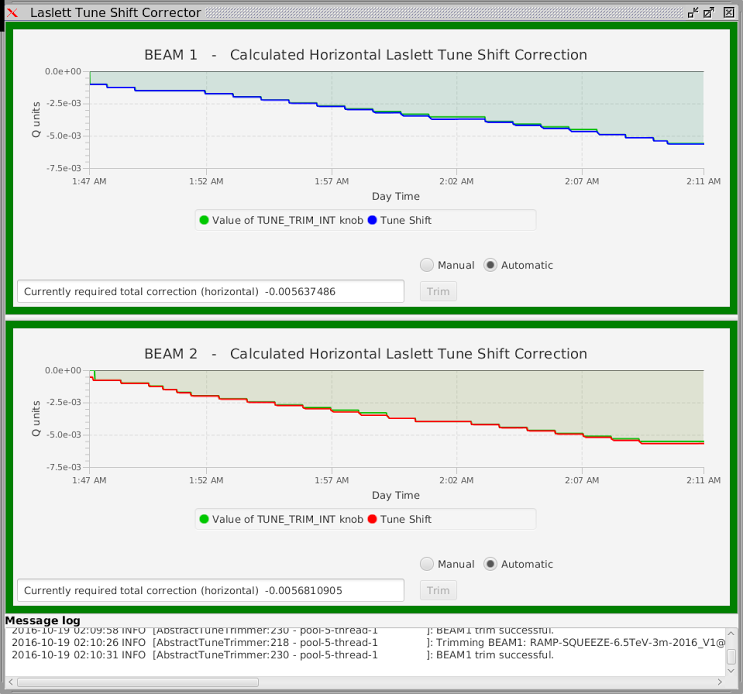 Laslett Tune Shift Corrector
BEAM 1 - Calculated Horizontal Laslett Tune Shift Correction
0.0e+00
-2.5e-03
-5.0e-03
-7.5e-03
Q units
1:47 AM 1:52 AM 1:57 AM 2:02 AM 2:07 AM 2:11 AM
Day Time
Value of TUNE_TRIM_INT knob Tune Shift
Manual Automatic
Currently required total correction (horizontal) -0.005637486 Trim
BEAM 2 - Calculated Horizontal Laslett Tune Shift Correction
0.0e+00
-2.5e-03
-5.0e-03
-7.5e-03
Q units
1:47 AM 1:52 AM 1:57 AM 2:02 AM 2:07 AM 2:11 AM
Day Time
Value of TUNE_TRIM_INT knob Tune Shift
Manual Automatic
Currently required total correction (horizontal) -0.0056810905 Trim
Message log
2016-10-19 02:09:58 INFO [AbstractTuneTrimmer:230 - pool-5-thread-1 ]: BEAM1 trim successful.
2016-10-19 02:10:26 INFO [AbstractTuneTrimmer:218 - pool-5-thread-1 ]: Trimming BEAM1: RAMP-SQUEEZE-6.5TeV-3m-2016_V1@
2016-10-19 02:10:31 INFO [AbstractTuneTrimmer:230 - pool-5-thread-1 ]: BEAM1 trim successful.